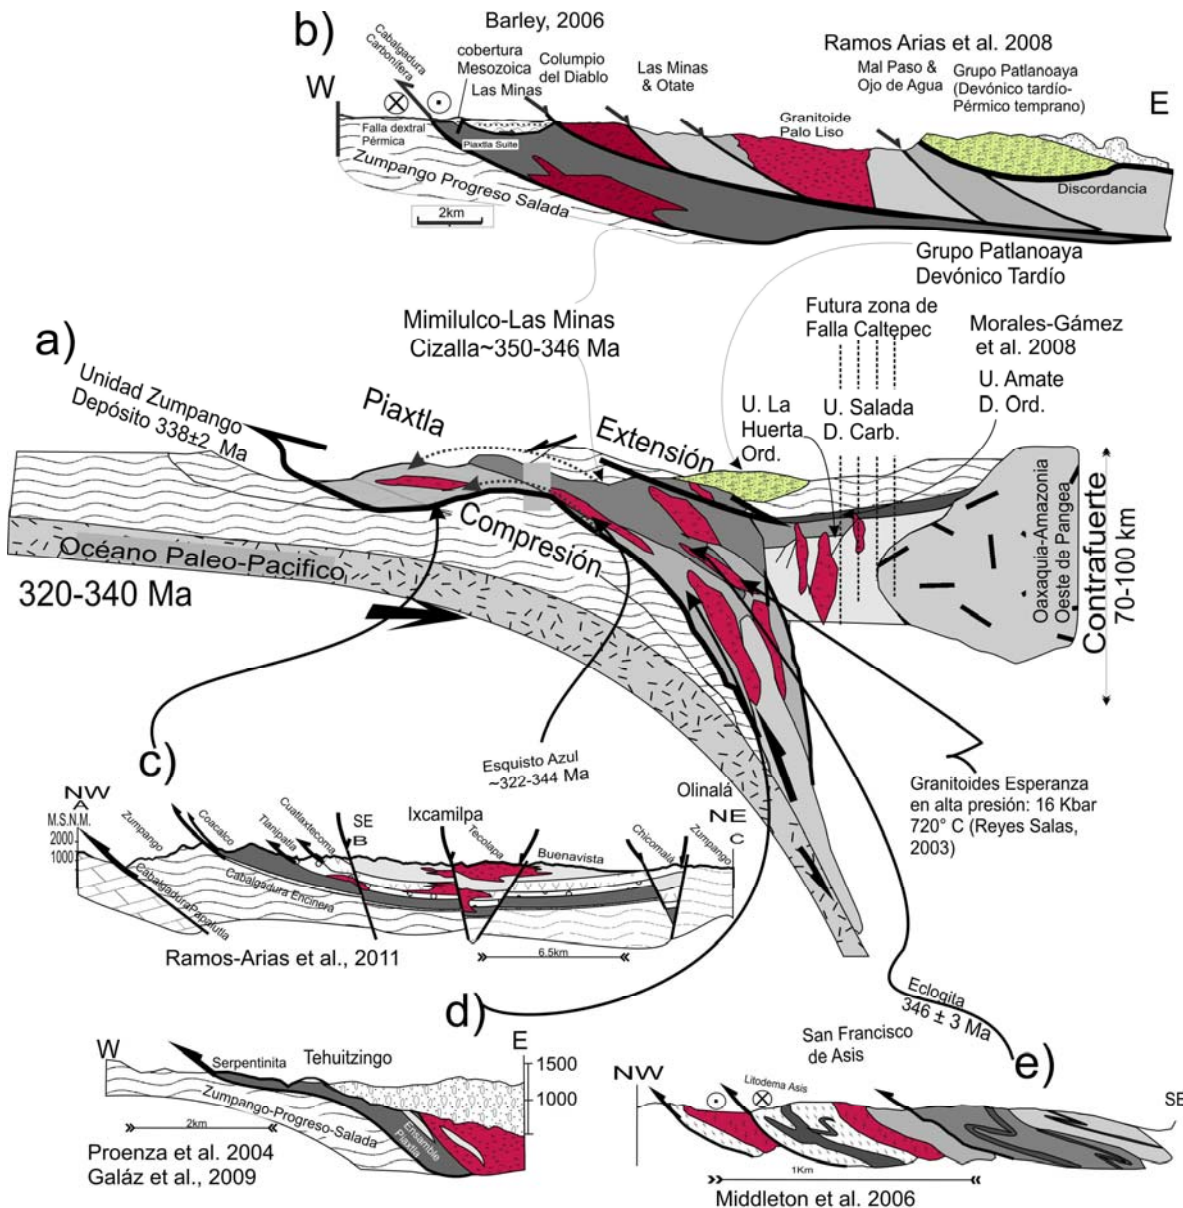 b)
Barley, 2006
Ramos Arias et al. 2008
Cabalgadura
Carbonífera
cobertura
Mesozoica
Las Minas
Columpio
del Diablo
Las Minas
& Otate
Mal Paso &
Ojo de Agua
Grupo Patlanoaya
(Devónico tardío-
Pérmico temprano)
W
E
Falla dextral
Pérmica
Piaxtla Suite
Granitoide
Palo Liso
Zumpango Progreso Salada
Discordancia
2km
Grupo Patlanoaya
Devónico Tardío
a)
Mimilulco-Las Minas
Cizalla~350-346 Ma
Futura zona de
Falla Caltepec
Morales-Gámez
et al. 2008
Unidad Zumpango
Depósito 338±2 Ma
Piaxtla
Extensión
U. La
Huerta
Ord.
U. Salada
D. Carb.
U. Amate
D. Ord.
Compresión
Océano Paleo-Pacifico
320-340 Ma
Oaxaquia-Amazonia
Oeste de Pangea
Contrafuerte
70-100 km
c)
Esquisto Azul
~322-344 Ma
Granitoides Esperanza
en alta presión: 16 Kbar
720° C (Reyes Salas,
2003)
NW
A
M.S.N.M.
2000
1000
Zumpango
Coacalco
Tlanipatla
Cuatlaxtecoma
SE
B
Ixcamilpa
Tecolapa
Buenavista
Olinalá
NE
C
Chicomalá
Zumpango
Cabalgadura Papalutla
Cabalgadura Encinera
6.5km
Ramos-Arias et al., 2011
Eclogita
346 ± 3 Ma
d)
W
Serpentinita
Tehuitzingo
E
1500
1000
Zumpango-Progreso-Salada
Ensamble
Piaxtla
2km
Proenza et al. 2004
Galáz et al., 2009
e)
San Francisco
de Asis
NW
Litodema Asis
SE
1Km
Middleton et al. 2006